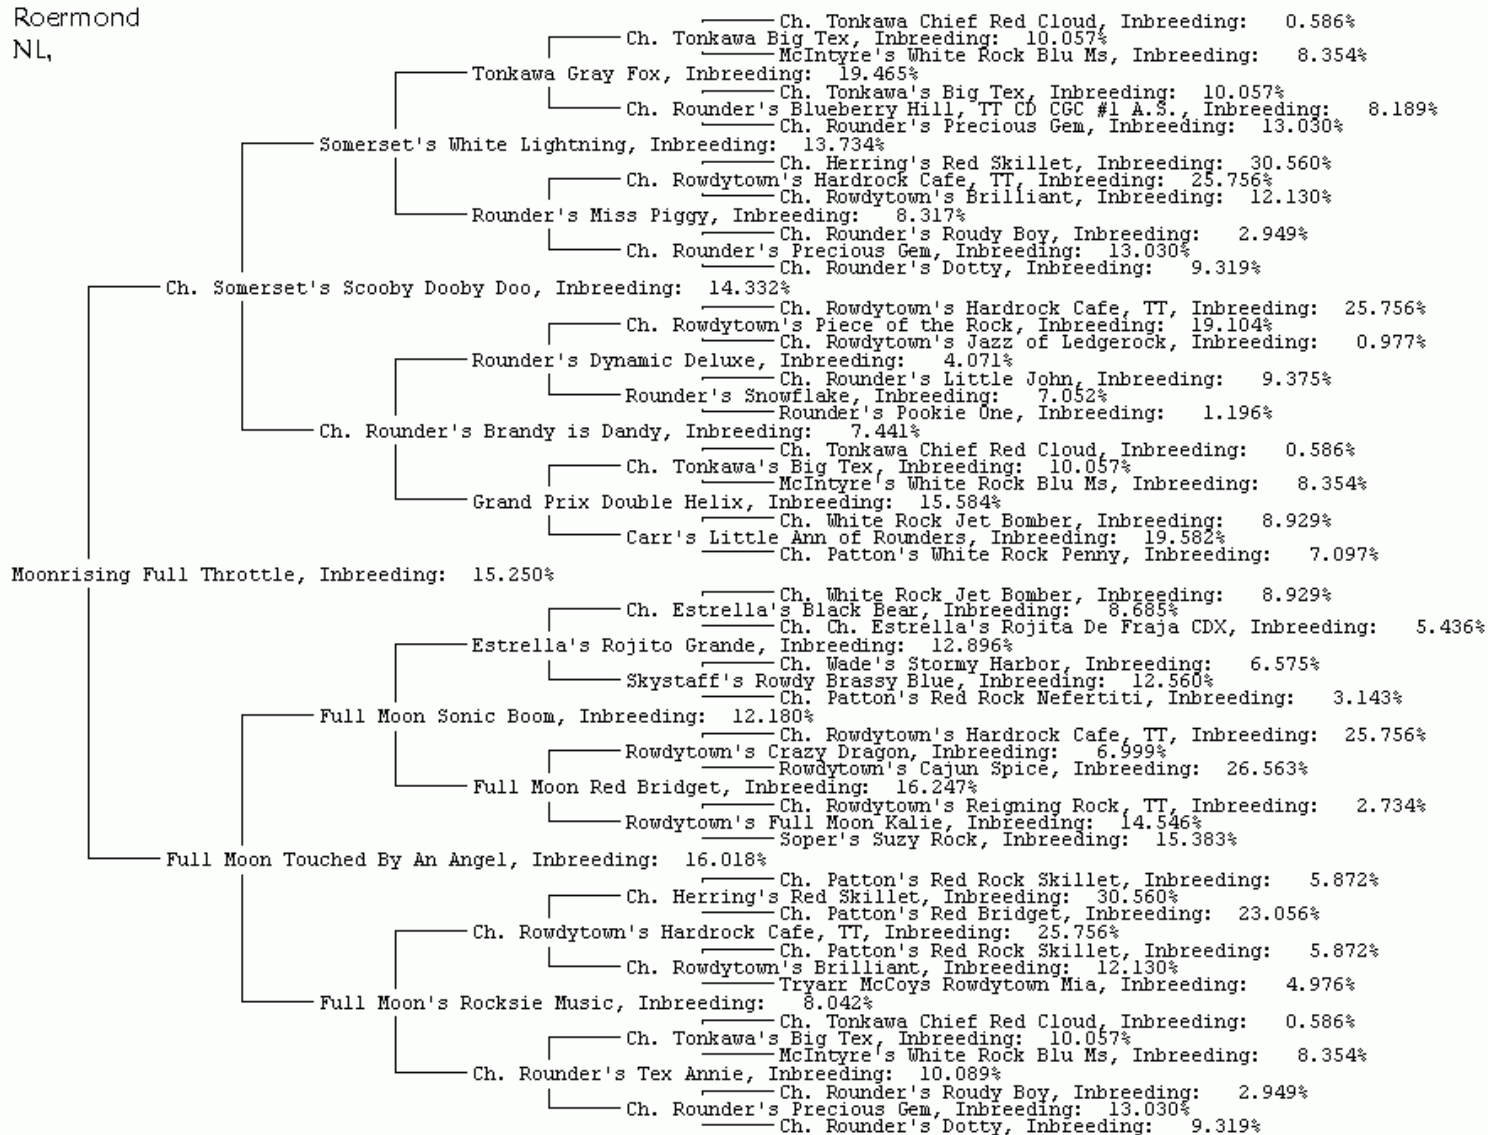 Roermond
NL,
Ch. Tonkawa Chief Red Cloud, Inbreeding: 0.586%
Ch. Tonkawa Big Tex, Inbreeding: 10.057%
McIntyre's White Rock Blu Ms, Inbreeding: 8.354%
Tonkawa Gray Fox, Inbreeding: 19.465%
Ch. Tonkawa's Big Tex, Inbreeding: 10.057%
Ch. Rounder's Blueberry Hill, TT CD CGC #1 A.S., Inbreeding: 8.189%
Ch. Rounder's Precious Gem, Inbreeding: 13.030%
Somerset's White Lightning, Inbreeding: 13.734%
Ch. Herring's Red Skillet, Inbreeding: 30.560%
Ch. Rowdytown's Hardrock Cafe, TT, Inbreeding: 25.756%
Ch. Rowdytown's Brilliant, Inbreeding: 12.130%
Rounder's Miss Piggy, Inbreeding: 8.317%
Ch. Rounder's Roudy Boy, Inbreeding: 2.949%
Ch. Rounder's Precious Gem, Inbreeding: 13.030%
Ch. Rounder's Dotty, Inbreeding: 9.319%
Ch. Somerset's Scooby Dooby Doo, Inbreeding: 14.332%
Ch. Rowdytown's Hardrock Cafe, TT, Inbreeding: 25.756%
Ch. Rowdytown's Piece of the Rock, Inbreeding: 19.104%
Ch. Rowdytown's Jazz of Ledgerock, Inbreeding: 0.977%
Rounder's Dynamic Deluxe, Inbreeding: 4.071%
Ch. Rounder's Little John, Inbreeding: 9.375%
Rounder's Snowflake, Inbreeding: 7.052%
Rounder's Pookie One, Inbreeding: 1.196%
Ch. Rounder's Brandy is Dandy, Inbreeding: 7.441%
Ch. Tonkawa Chief Red Cloud, Inbreeding: 0.586%
Ch. Tonkawa's Big Tex, Inbreeding: 10.057%
McIntyre's White Rock Blu Ms, Inbreeding: 8.354%
Grand Prix Double Helix, Inbreeding: 15.584%
Ch. White Rock Jet Bomber, Inbreeding: 8.929%
Carr's Little Ann of Rounders, Inbreeding: 19.582%
Ch. Patton's White Rock Penny, Inbreeding: 7.097%
Moonrising Full Throttle, Inbreeding: 15.250%
Ch. White Rock Jet Bomber, Inbreeding: 8.929%
Ch. Estrella's Black Bear, Inbreeding: 8.685%
Ch. Ch. Estrella's Rojita De Fraja CDX, Inbreeding: 5.436%
Estrella's Rojito Grande, Inbreeding: 12.896%
Ch. Wade's Stormy Harbor, Inbreeding: 6.575%
Skystaff's Rowdy Brassy Blue, Inbreeding: 12.560%
Ch. Patton's Red Rock Nefertiti, Inbreeding: 3.143%
Full Moon Sonic Boom, Inbreeding: 12.180%
Ch. Rowdytown's Hardrock Cafe, TT, Inbreeding: 25.756%
Rowdytown's Crazy Dragon, Inbreeding: 6.999%
Rowdytown's Cajun Spice, Inbreeding: 26.563%
Full Moon Red Bridget, Inbreeding: 16.247%
Ch. Rowdytown's Reigning Rock, TT, Inbreeding: 2.734%
Rowdytown's Full Moon Kalie, Inbreeding: 14.546%
Soper's Suzy Rock, Inbreeding: 15.383%
Full Moon Touched By An Angel, Inbreeding: 16.018%
Ch. Patton's Red Rock Skillet, Inbreeding: 5.872%
Ch. Herring's Red Skillet, Inbreeding: 30.560%
Ch. Patton's Red Bridget, Inbreeding: 23.056%
Ch. Rowdytown's Hardrock Cafe, TT, Inbreeding: 25.756%
Ch. Patton's Red Rock Skillet, Inbreeding: 5.872%
Ch. Rowdytown's Brilliant, Inbreeding: 12.130%
Tryarr McCoys Rowdytown Mia, Inbreeding: 4.976%
Full Moon's Rocksie Music, Inbreeding: 8.042%
Ch. Tonkawa Chief Red Cloud, Inbreeding: 0.586%
Ch. Tonkawa's Big Tex, Inbreeding: 10.057%
McIntyre's White Rock Blu Ms, Inbreeding: 8.354%
Ch. Rounder's Tex Annie, Inbreeding: 10.089%
Ch. Rounder's Roudy Boy, Inbreeding: 2.949%
Ch. Rounder's Precious Gem, Inbreeding: 13.030%
Ch. Rounder's Dotty, Inbreeding: 9.319%